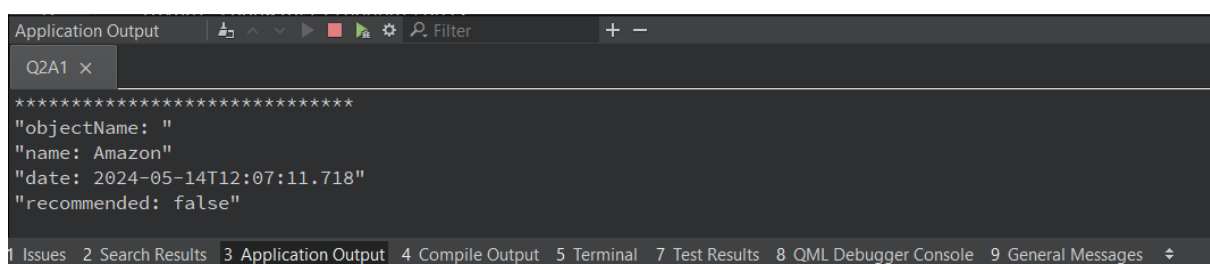 Application Output Filter
Q2A1
******************************
"objectName: "
"name: Amazon"
"date: 2024-05-14T12:07:11.718"
"recommended: false"
1 Issues 2 Search Results 3 Application Output 4 Compile Output 5 Terminal 7 Test Results 8 QML Debugger Console 9 General Messages